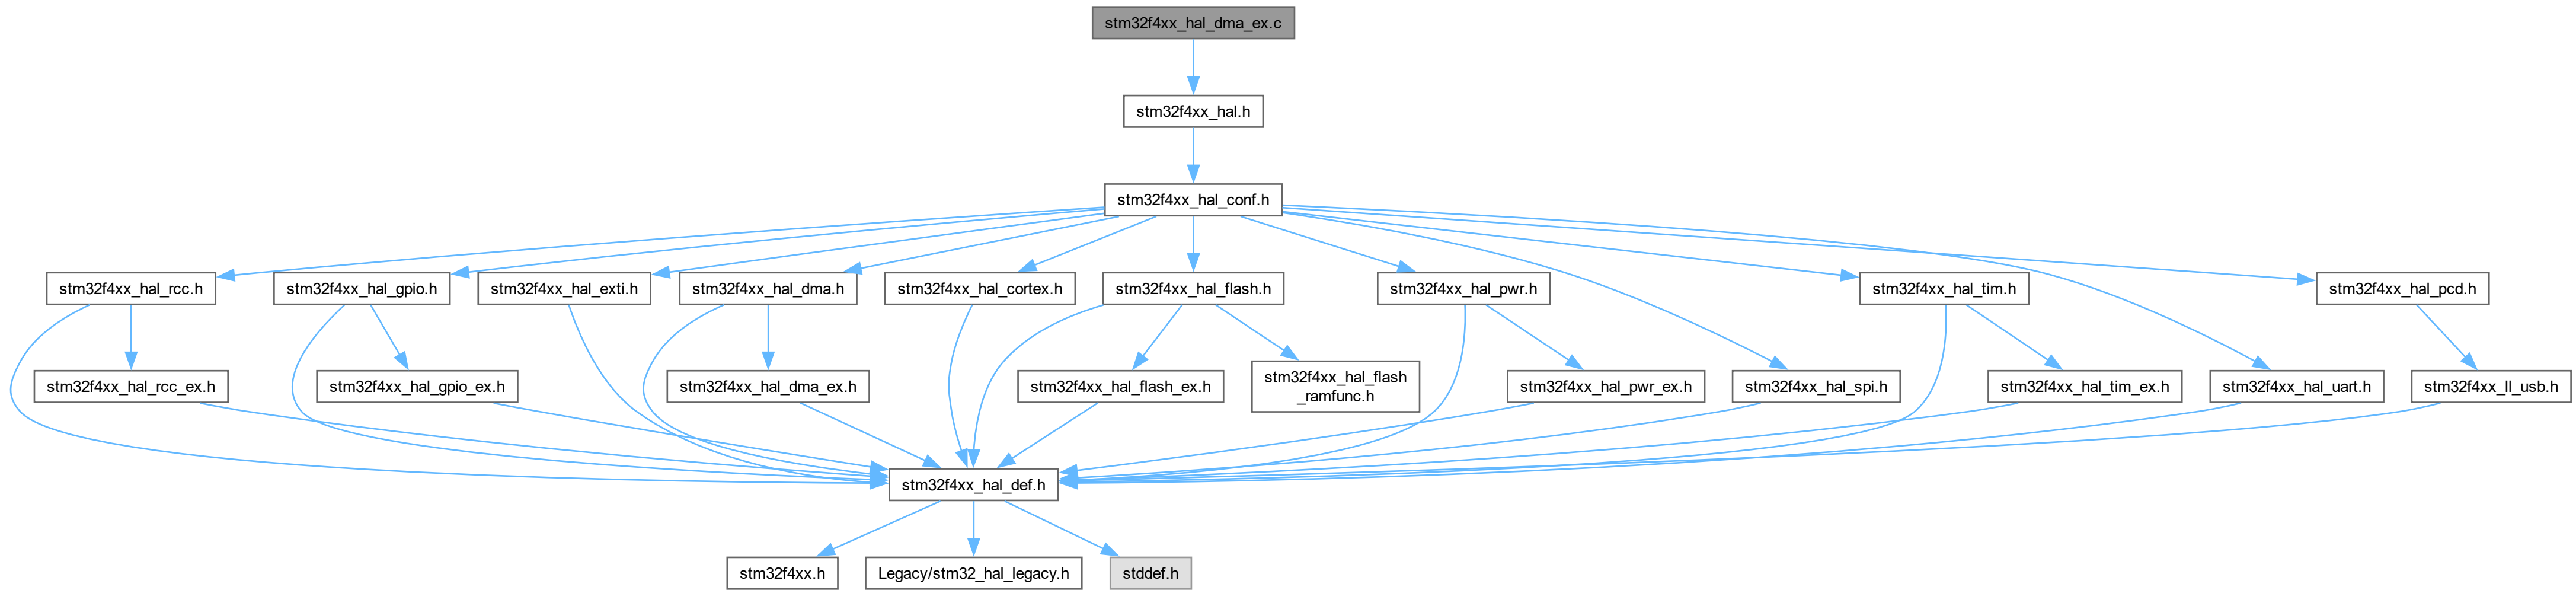 stm32f4xx_hal_dma_ex.c
stm32f4xx_hal.h
stm32f4xx_hal_conf.h
stm32f4xx_hal_rcc.h
stm32f4xx_hal_gpio.h
stm32f4xx_hal_exti.h
stm32f4xx_hal_dma.h
stm32f4xx_hal_cortex.h
stm32f4xx_hal_flash.h
stm32f4xx_hal_pwr.h
stm32f4xx_hal_tim.h
stm32f4xx_hal_pcd.h
stm32f4xx_hal_rcc_ex.h
stm32f4xx_hal_gpio_ex.h
stm32f4xx_hal_dma_ex.h
stm32f4xx_hal_flash_ex.h
stm32f4xx_hal_flash
_ramfunc.h
stm32f4xx_hal_pwr_ex.h
stm32f4xx_hal_spi.h
stm32f4xx_hal_tim_ex.h
stm32f4xx_hal_uart.h
stm32f4xx_ll_usb.h
stm32f4xx_hal_def.h
stm32f4xx.h
Legacy/stm32_hal_legacy.h
stddef.h